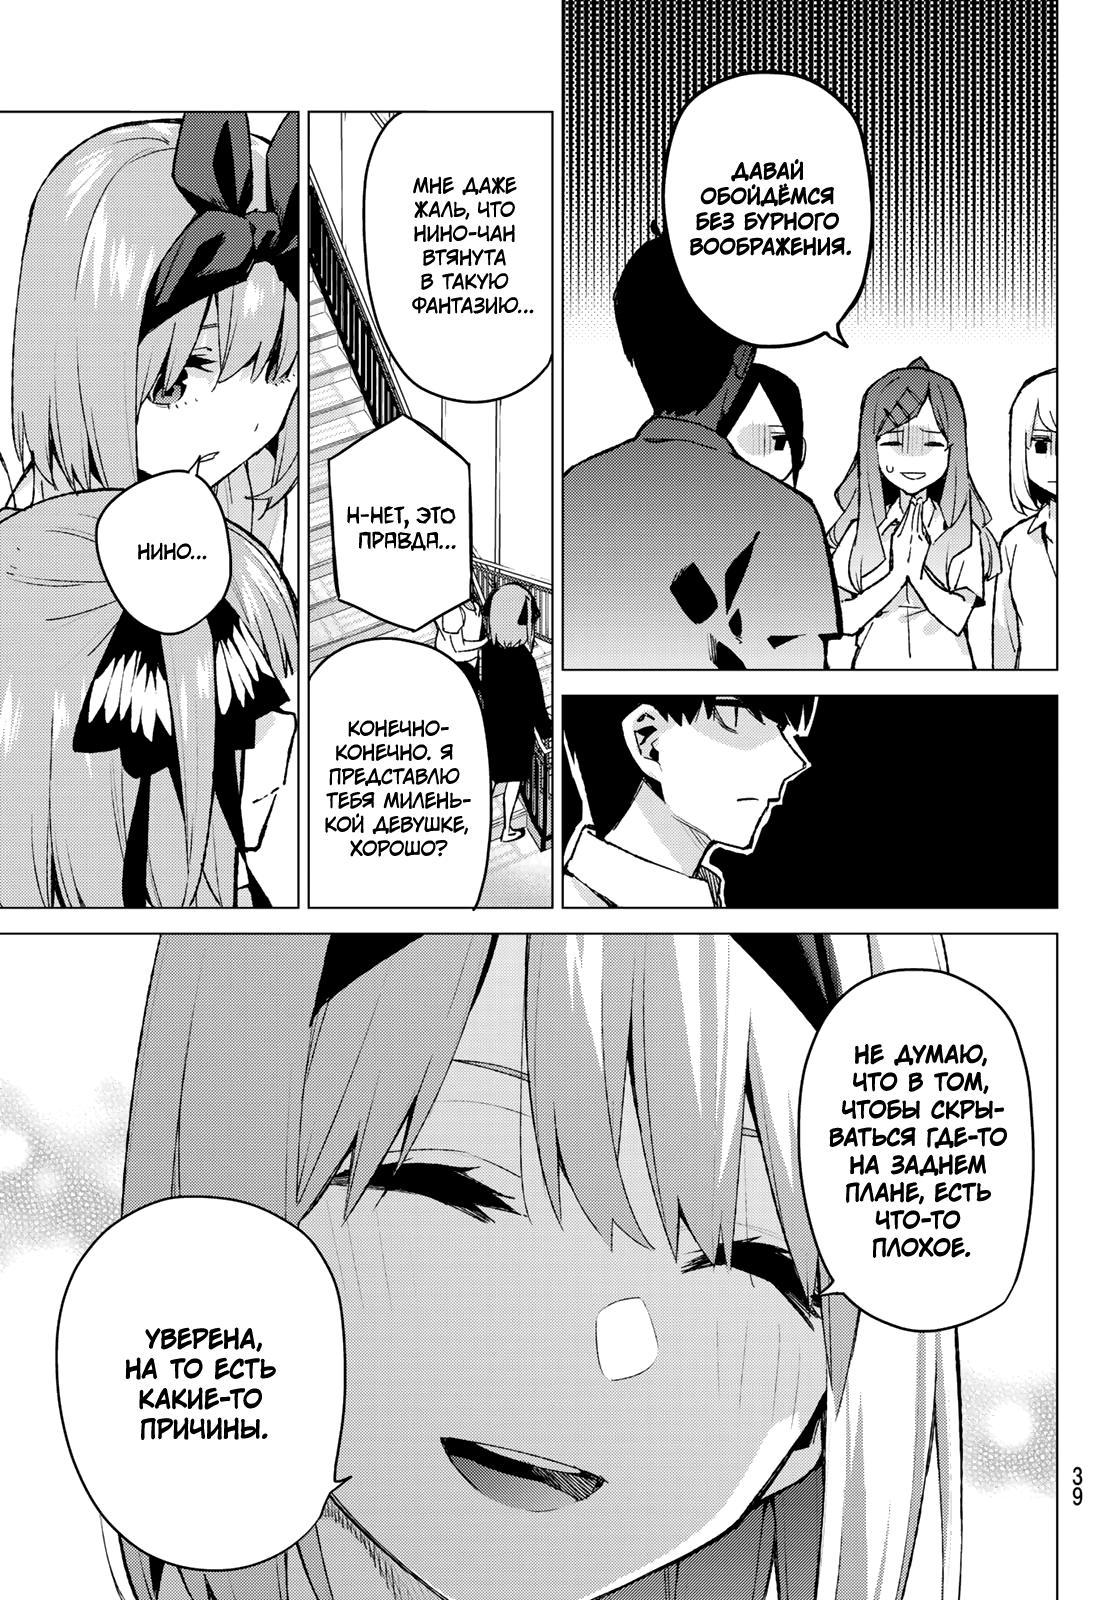 ДАВАЙ
ОБОЙДЁМСЯ
БЕЗ БУРНОГО
ВООБРАЖЕНИЯ.
МНЕ ДАЖЕ
ЖАЛЬ, ЧТО
НИНО-ЧАН
ВТЯНУТА
В ТАКУЮ
ФАНТАЗИЮ...
Н-НЕТ, ЭТО
ПРАВДА...
КОНЕЧНО-
КОНЕЧНО. Я
ПРЕДСТАВЛЮ
ТЕБЯ МИЛЕНЬ-
КОЙ ДЕВУШКЕ,
ХОРОШО?
НИНО...
НЕ ДУМАЮ,
ЧТО В ТОМ,
ЧТОБЫ СКРЫ-
ВАТЬСЯ ГДЕ-ТО
НА ЗАДНЕМ
ПЛАНЕ, ЕСТЬ
ЧТО-ТО
ПЛОХОЕ.
УВЕРЕНА,
НА ТО ЕСТЬ
КАКИЕ-ТО
ПРИЧИНЫ.
39